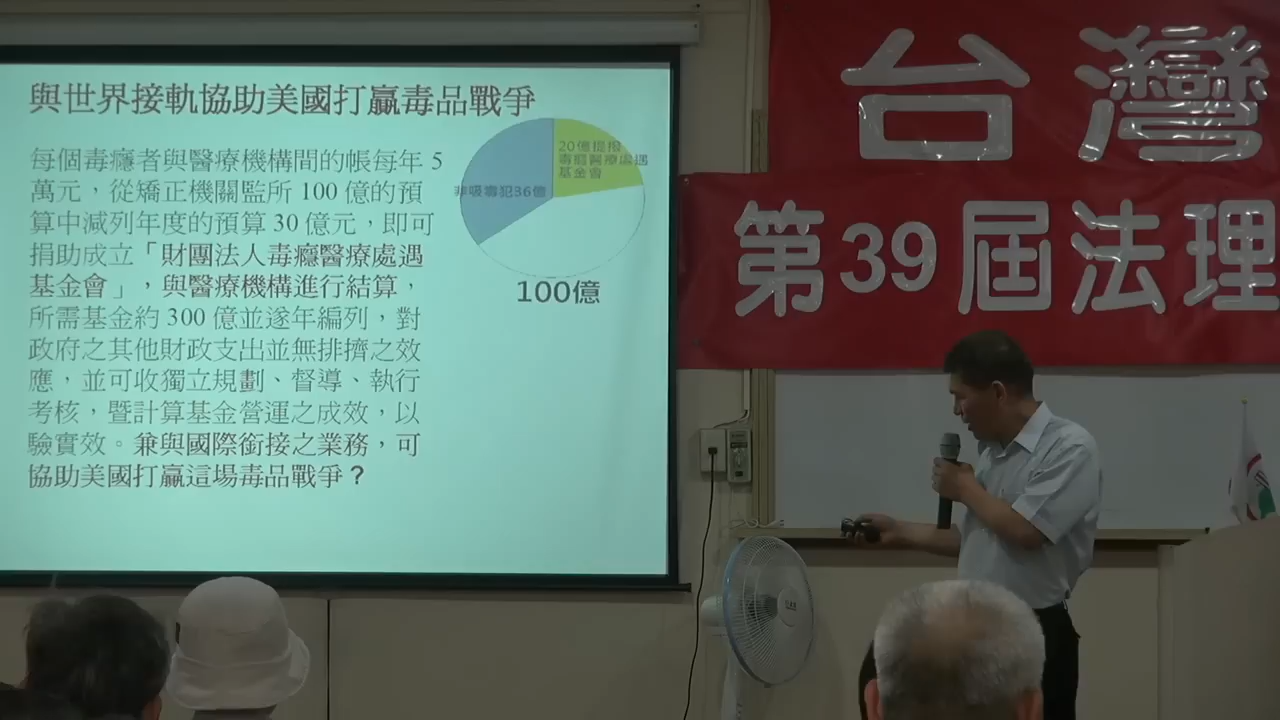 與世界接軌協助美國打贏毒品戰爭
每個毒癮者與醫療機構間的帳每年 5
萬元，從矯正機關監所 100 億的預
算中減列年度的預算 30 億元，即可
捐助成立「財團法人毒癮醫療處遇
基金會」，與醫療機構進行結算，
所需基金約 300 億並遂年編列，對
政府之其他財政支出並無排擠之效
應，並可收獨立規劃、督導、執行
考核，暨計算基金營運之成效，以
驗實效。兼與國際銜接之業務，可
協助美國打贏這場毒品戰爭？
20億提撥
毒癮醫療處遇
基金會
非吸毒犯36億
100億
台灣
第39屆法理